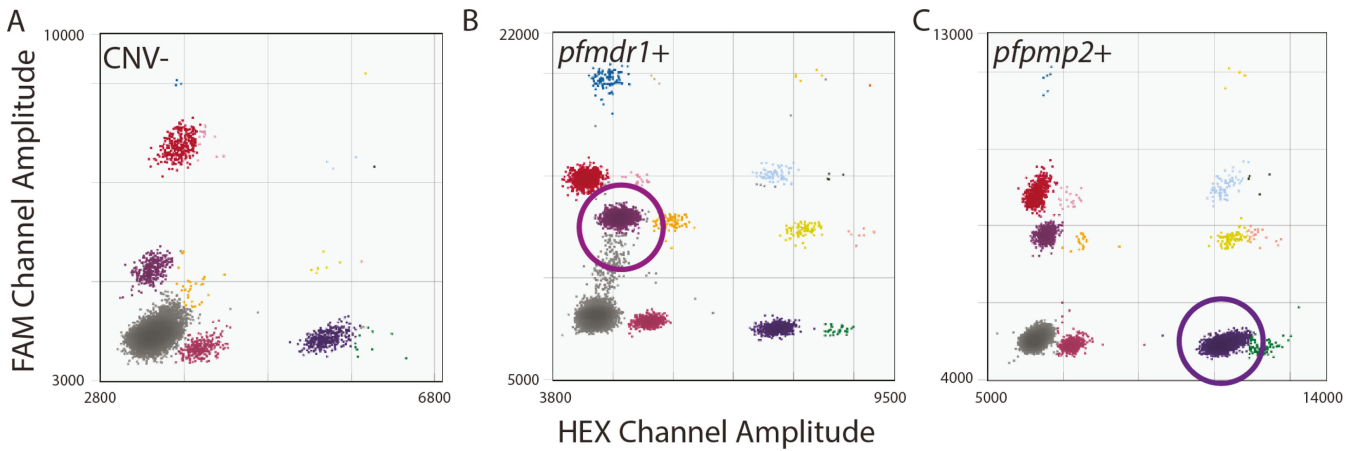 A
B
C
10000
22000
13000
CNV-
pfmdr1+
pfpmp2+
FAM Channel Amplitude
3000
5000
4000
2800
6800
3800
9500
5000
14000
HEX Channel Amplitude